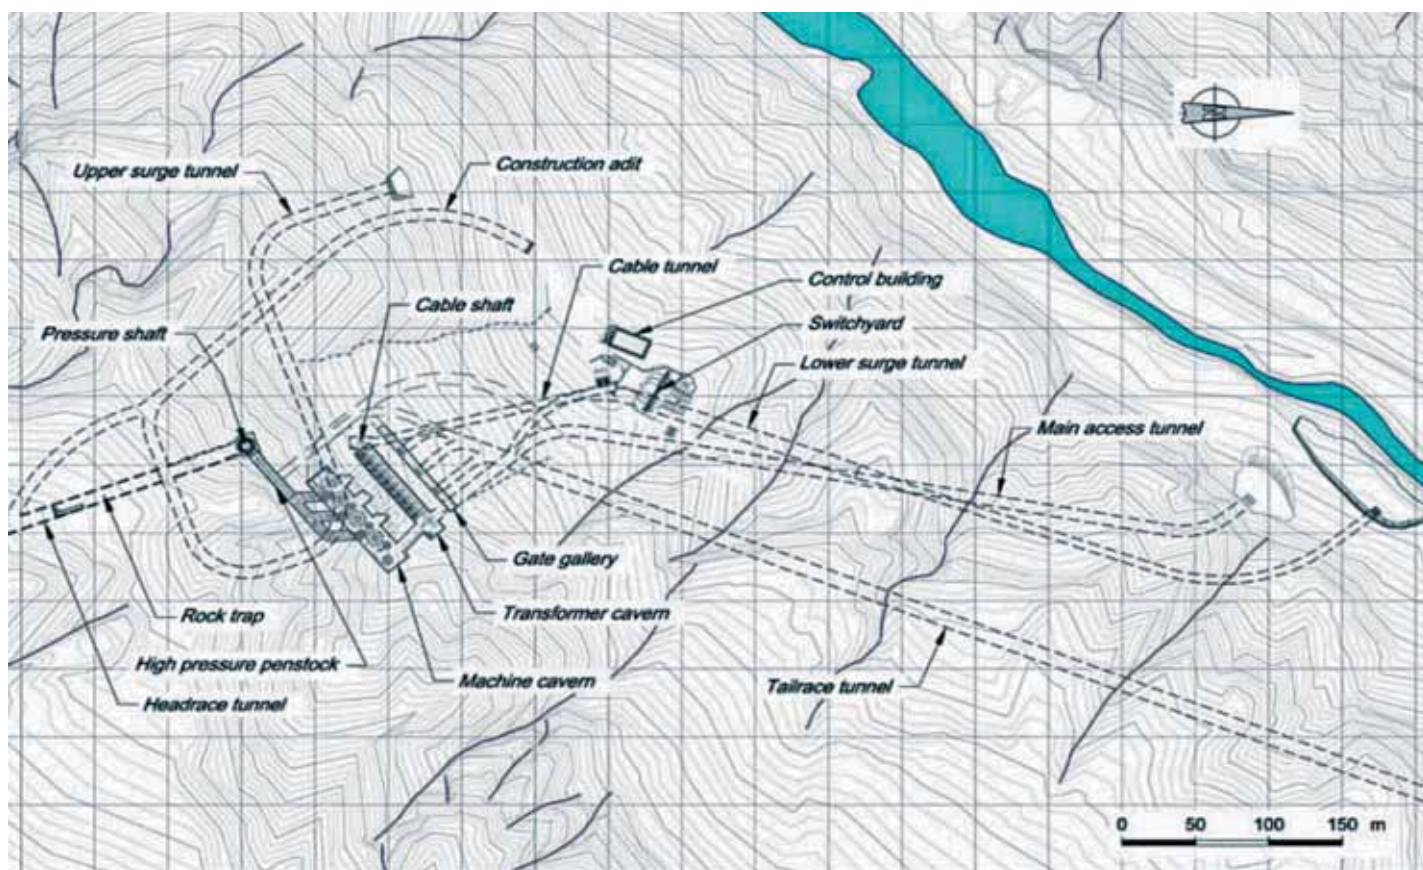 Upper surge tunnel
Construction adit
Cable tunnel
Control building
Cable shaft
Switchyard
Pressure shaft
Lower surge tunnel
Main access tunnel
Gate gallery
Rock trap
Transformer cavern
High pressure penstock
Machine cavern
Tailrace tunnel
Headrace tunnel
0 50 100 150 m